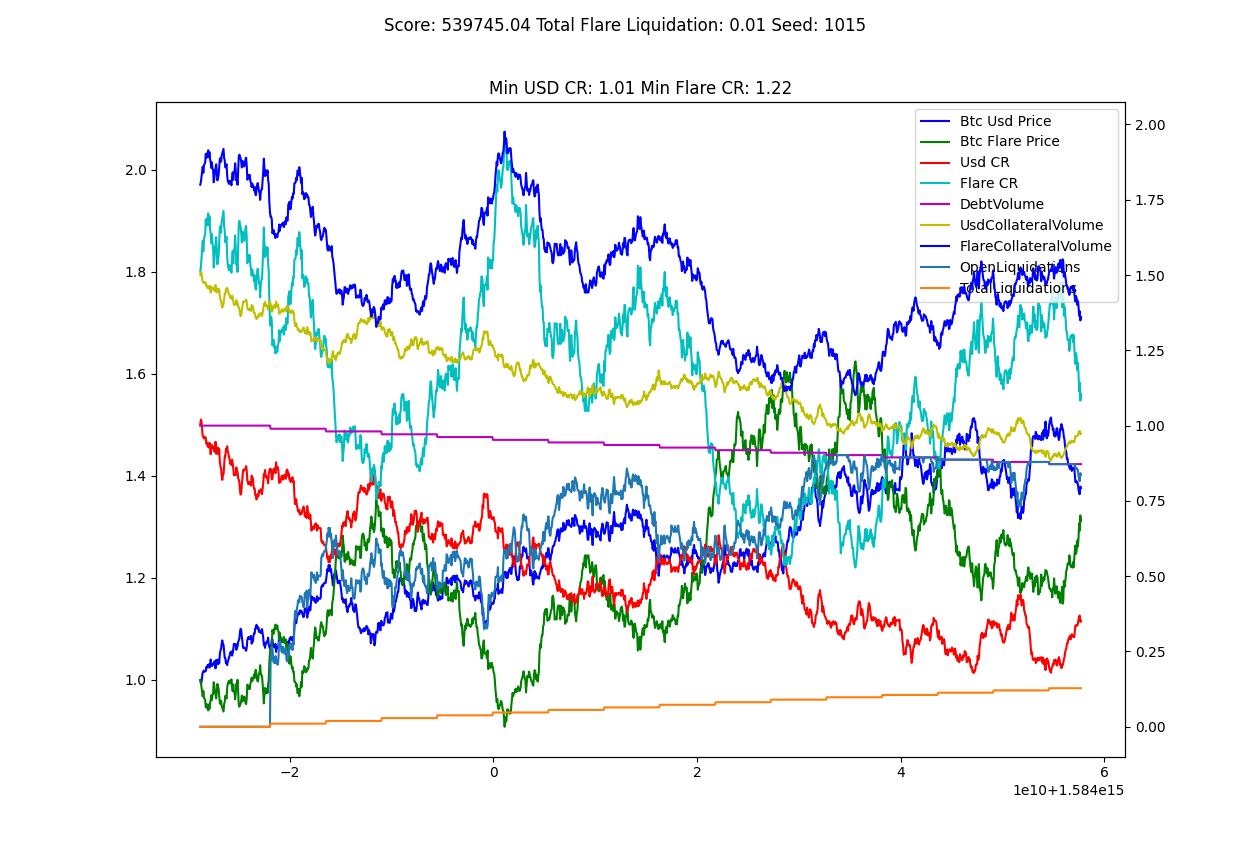 Score: 539745.04 Total Flare Liquidation: 0.01 Seed: 1015
Min USD CR: 1.01 Min Flare CR: 1.22
Btc Usd Price
Btc Flare Price
Usd CR
Flare CR
DebtVolume
UsdCollateralVolume
FlareCollateralVolume
OpenLiquidations
TotalLiquidations
2.0
1.8
1.6
1.4
1.2
1.0
2.00
1.75
1.50
1.25
1.00
0.75
0.50
0.25
0.00
−2 0 2 4 6
1e10+1.584e15